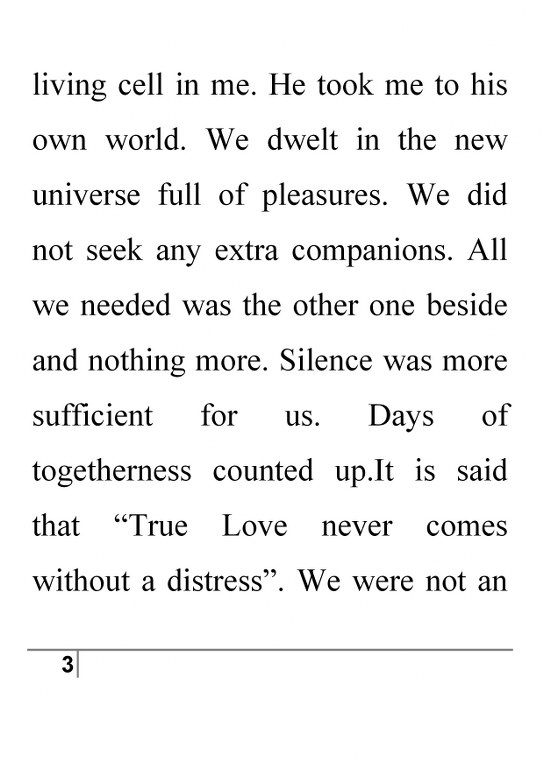 living cell in me. He took me to his
own world. We dwelt in the new
universe full of pleasures. We did
not seek any extra companions. All
we needed was the other one beside
and nothing more. Silence was more
sufficient for us. Days of
togetherness counted up.It is said
that “True Love never comes
without a distress”. We were not an
3